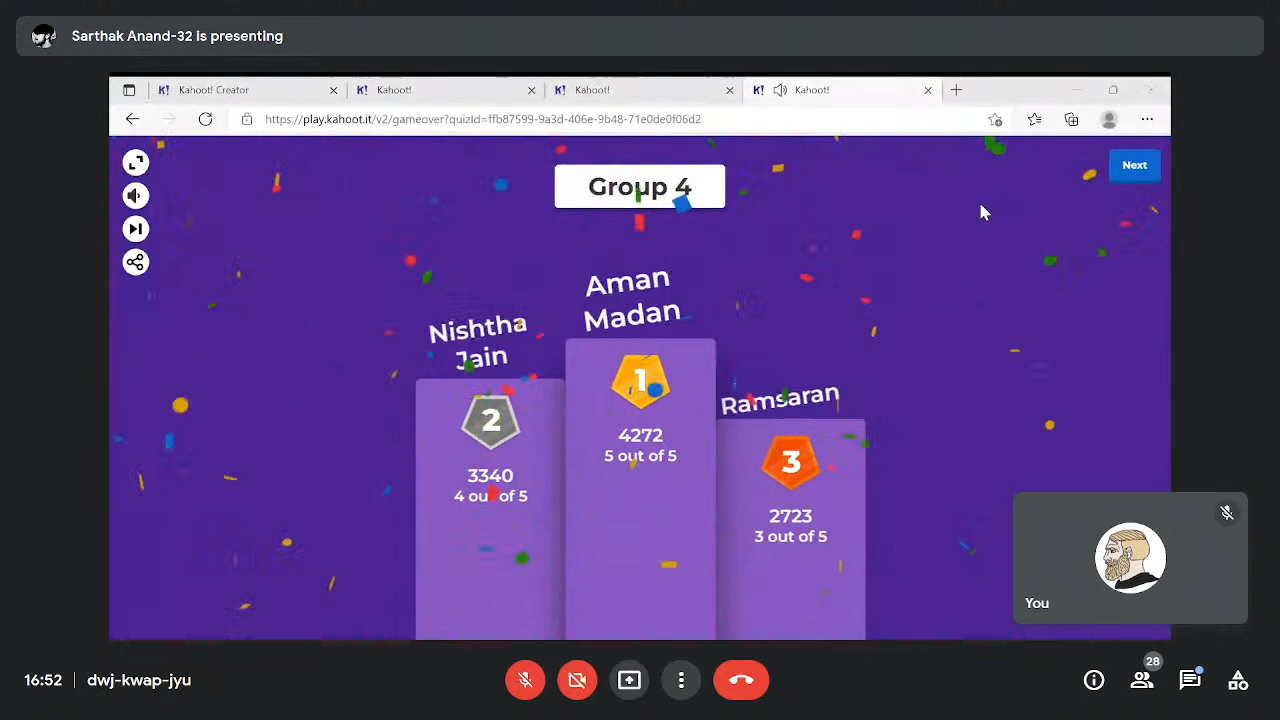 Sarthak Anand-32 is presenting
K! Kahoot! Creator
K! Kahoot!
K! Kahoot!
K! Kahoot!
https://play.kahoot.it/v2/gameover?quizId=ffb87599-9a3d-406e-9b48-71e0de0f06d2
Next
Group 4
Aman
Madan
Nishtha
Jain
Ramsaran
1
4272
5 out of 5
2
3340
4 out of 5
3
2723
3 out of 5
You
16:52 dwj-kwap-jyu
28